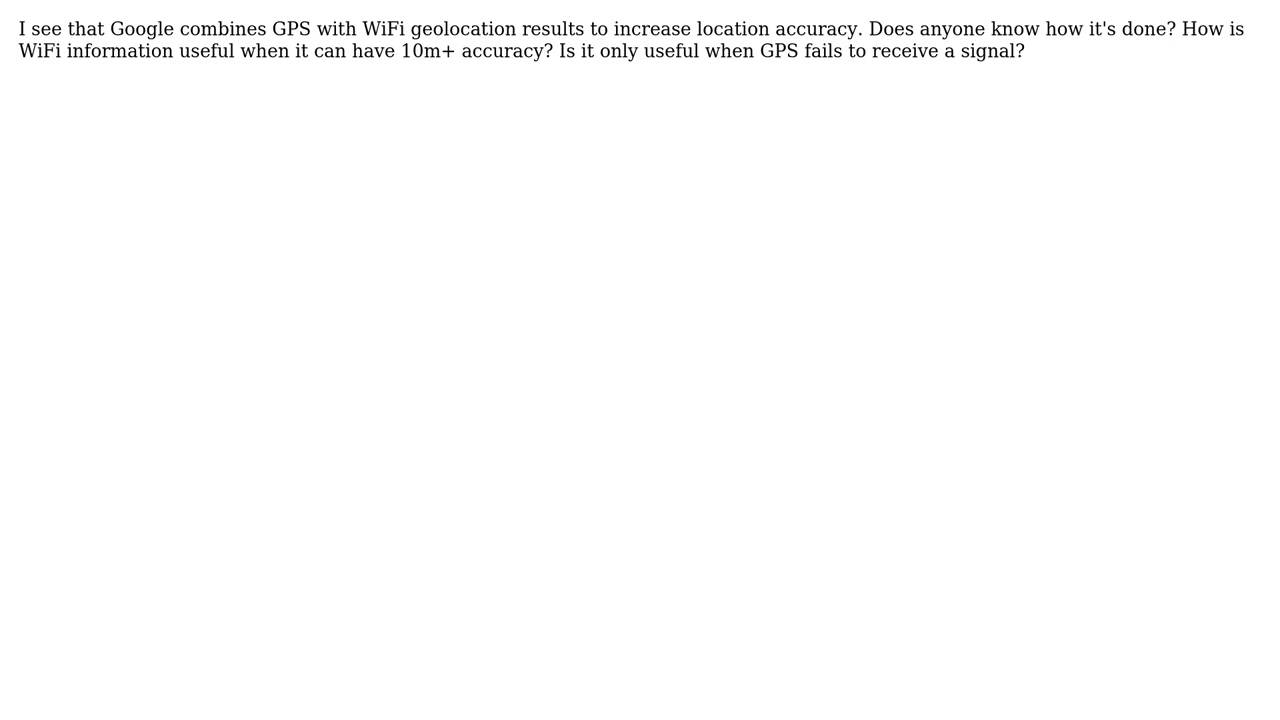 I see that Google combines GPS with WiFi geolocation results to increase location accuracy. Does anyone know how it's done? How is
WiFi information useful when it can have 10m+ accuracy? Is it only useful when GPS fails to receive a signal?